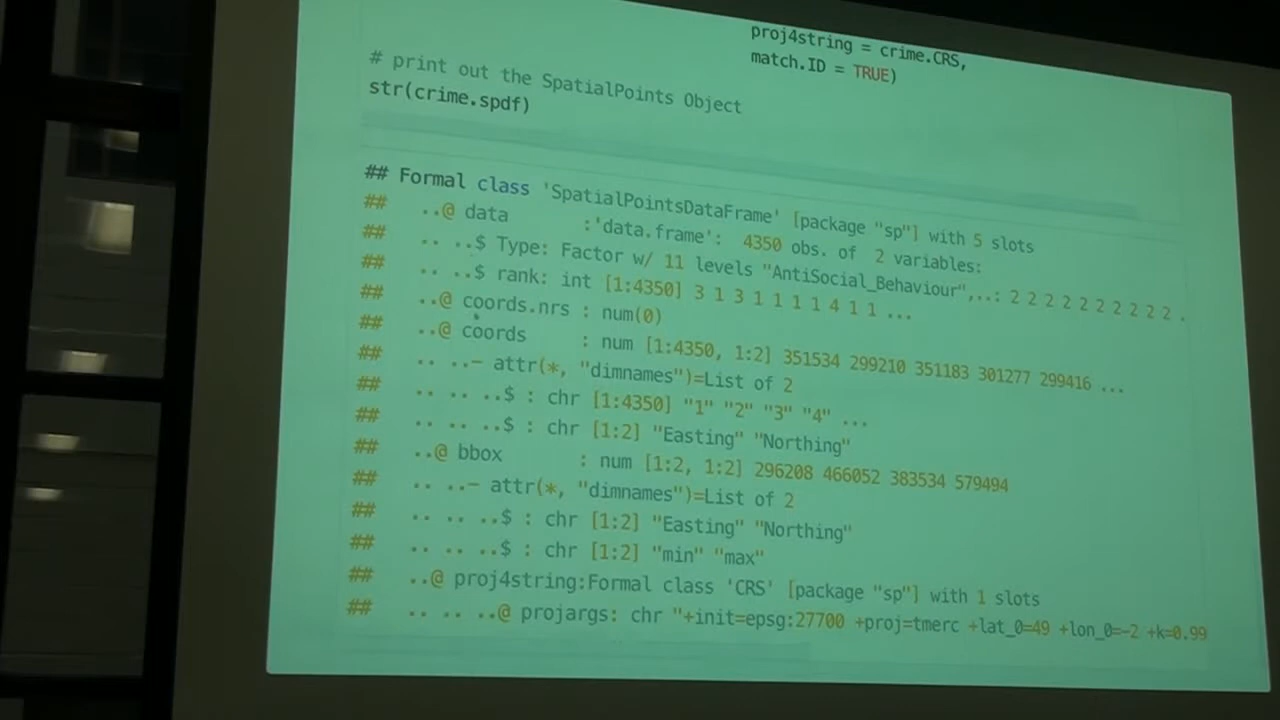 proj4string = crime.CRS,
match.ID = TRUE)
# print out the SpatialPoints Object
str(crime.spdf)
## Formal class 'SpatialPointsDataFrame' [package "sp"] with 5 slots
## ..@ data :'data.frame': 4350 obs. of 2 variables:
## .. ..$ Type: Factor w/ 11 levels "AntiSocial_Behaviour",..: 2 2 2 2 2 2 2 2 2 2 .
## .. ..$ rank: int [1:4350] 3 1 3 1 1 1 1 4 1 1 ...
## ..@ coords.nrs : num(0)
## ..@ coords : num [1:4350, 1:2] 351534 299210 351183 301277 299416 ...
## .. ..- attr(*, "dimnames")=List of 2
## .. .. ..$ : chr [1:4350] "1" "2" "3" "4" ...
## .. .. ..$ : chr [1:2] "Easting" "Northing"
## ..@ bbox : num [1:2, 1:2] 296208 466052 383534 579494
## .. ..- attr(*, "dimnames")=List of 2
## .. .. ..$ : chr [1:2] "Easting" "Northing"
## .. .. ..$ : chr [1:2] "min" "max"
## ..@ proj4string:Formal class 'CRS' [package "sp"] with 1 slots
## .. .. ..@ projargs: chr "+init=epsg:27700 +proj=tmerc +lat_0=49 +lon_0=-2 +k=0.99